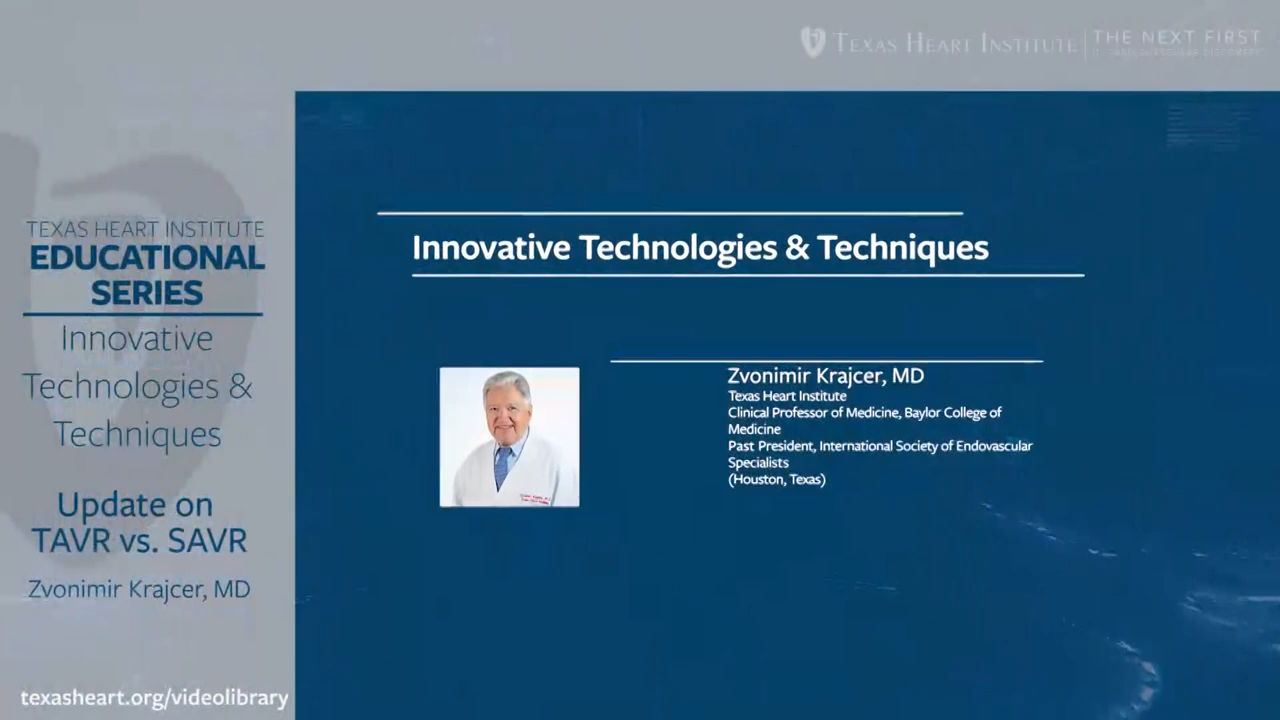 TEXAS HEART INSTITUTE
THE NEXT FIRST
TEXAS HEART INSTITUTE
EDUCATIONAL
SERIES
Innovative
Technologies &
Techniques
Update on
TAVR vs. SAVR
Zvonimir Krajcer, MD
texasheart.org/videolibrary
Innovative Technologies & Techniques
Zvonimir Krajcer, MD
Texas Heart Institute
Clinical Professor of Medicine, Baylor College of
Medicine
Past President, International Society of Endovascular
Specialists
(Houston, Texas)